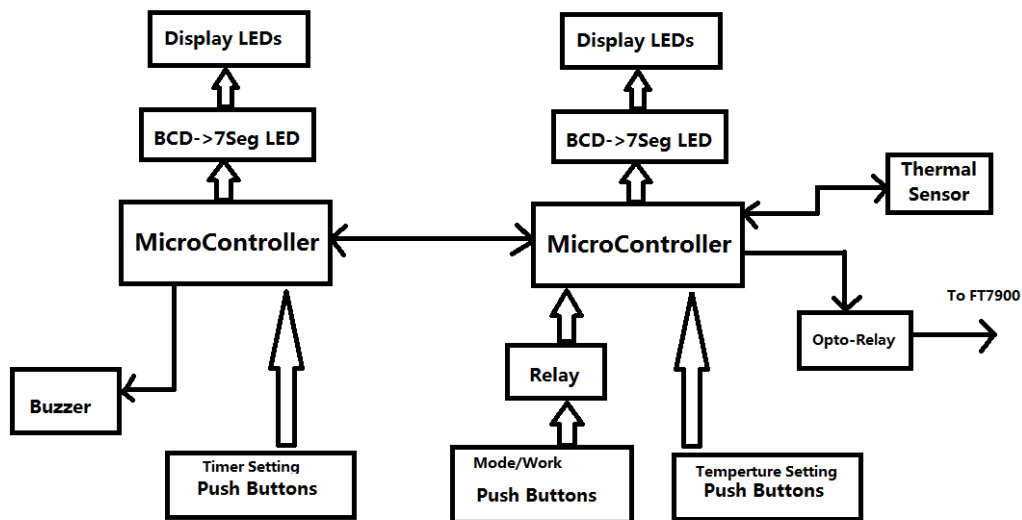 Display LEDs
Display LEDs
BCD->7Seg LED
BCD->7Seg LED
Thermal
Sensor
MicroController
MicroController
To FT7900
Opto-Relay
Relay
Buzzer
Timer Setting
Push Buttons
Mode/Work
Push Buttons
Temperture Setting
Push Buttons